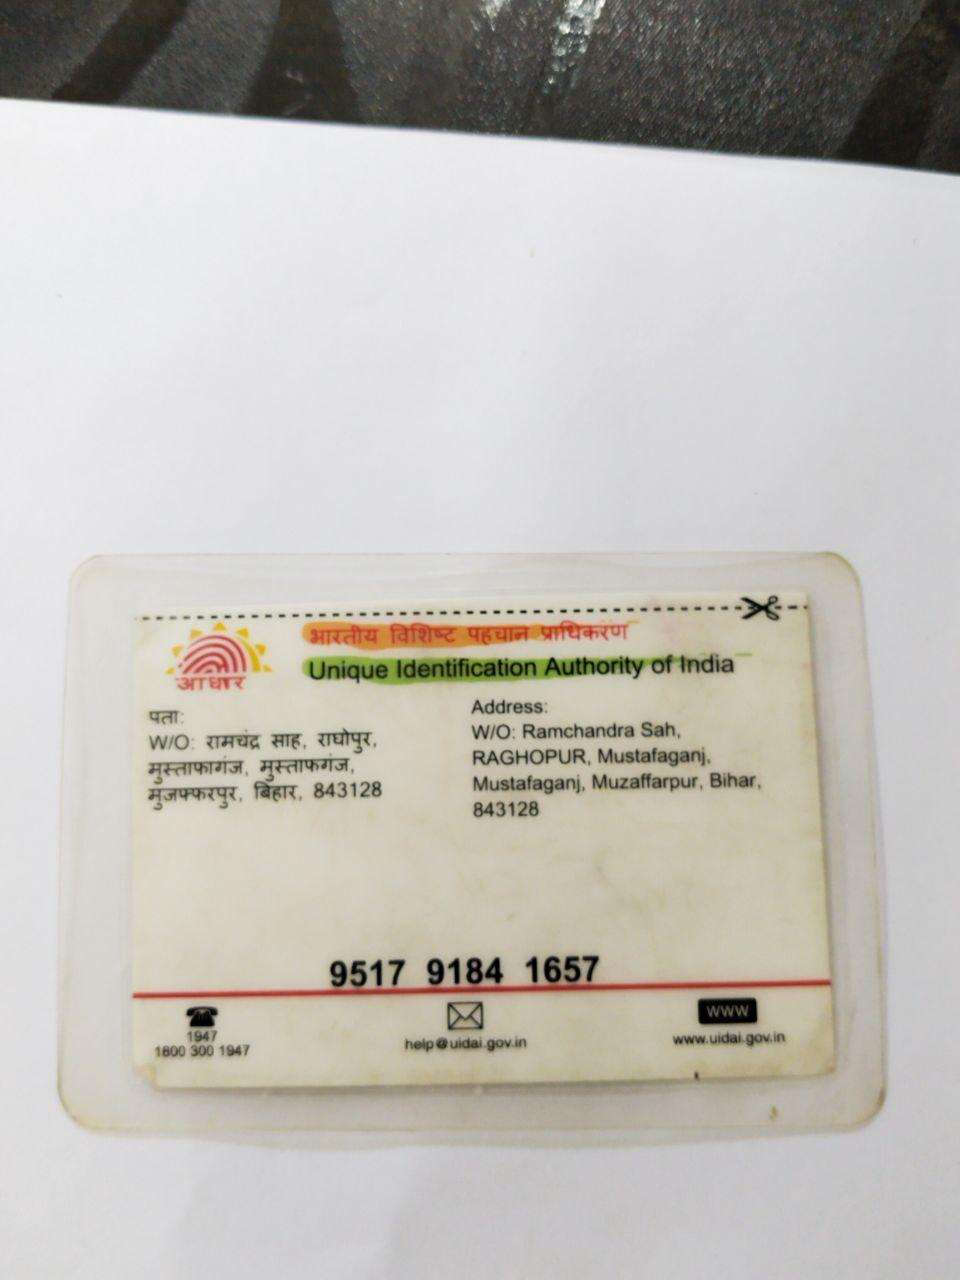 भारतीय विशिष्ट पहचान प्राधिकरण
Unique Identification Authority of India
आधार
पता:
W/O: रामचंद्र साह, राघोपुर,
मुस्ताफागंज, मुस्ताफगंज,
मुजफ्फरपुर, बिहार, 843128
Address:
W/O: Ramchandra Sah,
RAGHOPUR, Mustafaganj,
Mustafaganj, Muzaffarpur, Bihar,
843128
9517 9184 1657
1947
1800 300 1947
help@uidai.gov.in
WWW
www.uidai.gov.in